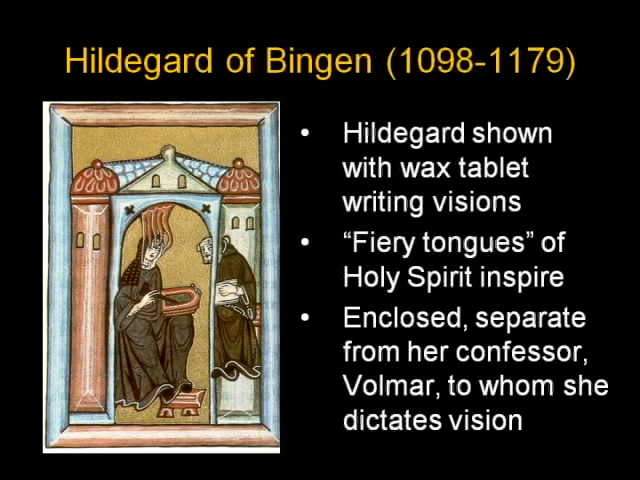 Hildegard of Bingen (1098-1179)
• Hildegard shown
with wax tablet
writing visions
• “Fiery tongues” of
Holy Spirit inspire
• Enclosed, separate
from her confessor,
Volmar, to whom she
dictates vision